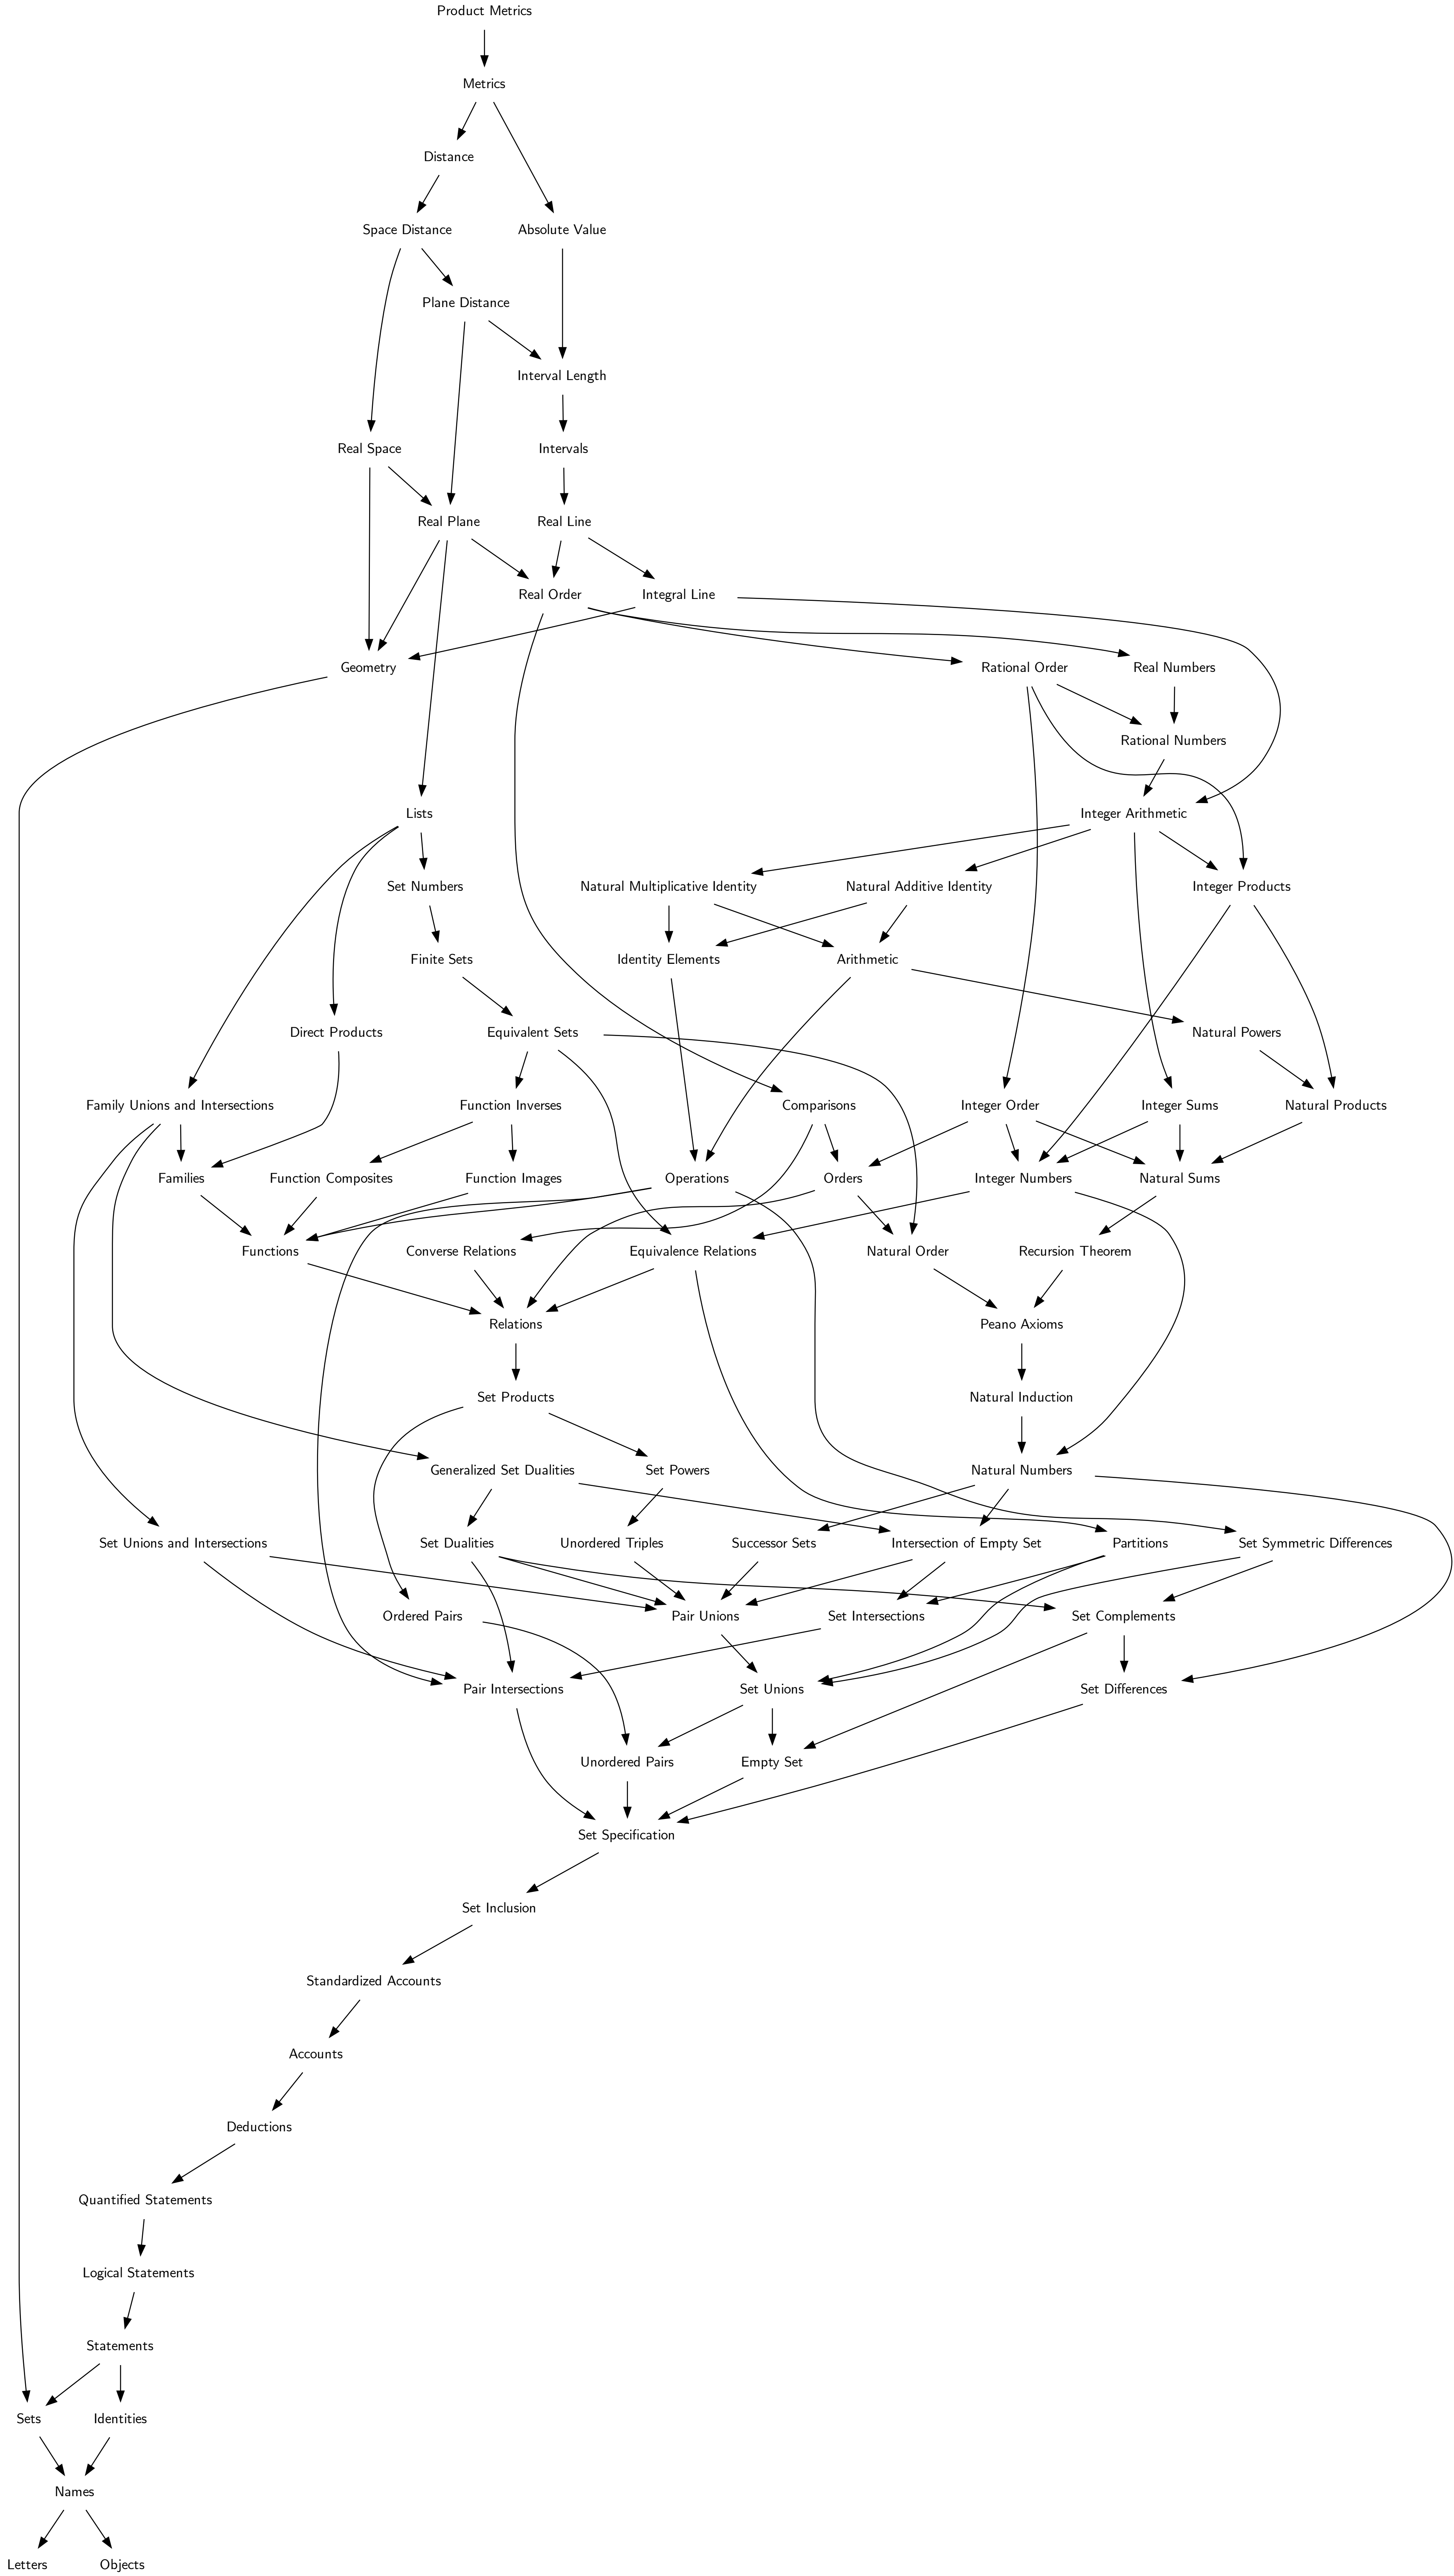 Product Metrics
Metrics
Distance
Space Distance
Absolute Value
Plane Distance
Interval Length
Real Space
Intervals
Real Plane
Real Line
Real Order
Integral Line
Geometry
Rational Order
Real Numbers
Rational Numbers
Lists
Integer Arithmetic
Set Numbers
Natural Multiplicative Identity
Natural Additive Identity
Integer Products
Finite Sets
Identity Elements
Arithmetic
Direct Products
Equivalent Sets
Natural Powers
Family Unions and Intersections
Function Inverses
Comparisons
Integer Order
Integer Sums
Natural Products
Families
Function Composites
Function Images
Operations
Orders
Integer Numbers
Natural Sums
Functions
Converse Relations
Equivalence Relations
Natural Order
Recursion Theorem
Relations
Peano Axioms
Set Products
Natural Induction
Generalized Set Dualities
Set Powers
Natural Numbers
Set Unions and Intersections
Set Dualities
Unordered Triples
Successor Sets
Intersection of Empty Set
Partitions
Set Symmetric Differences
Ordered Pairs
Pair Unions
Set Intersections
Set Complements
Pair Intersections
Set Unions
Set Differences
Unordered Pairs
Empty Set
Set Specification
Set Inclusion
Standardized Accounts
Accounts
Deductions
Quantified Statements
Logical Statements
Statements
Sets
Identities
Names
Letters
Objects